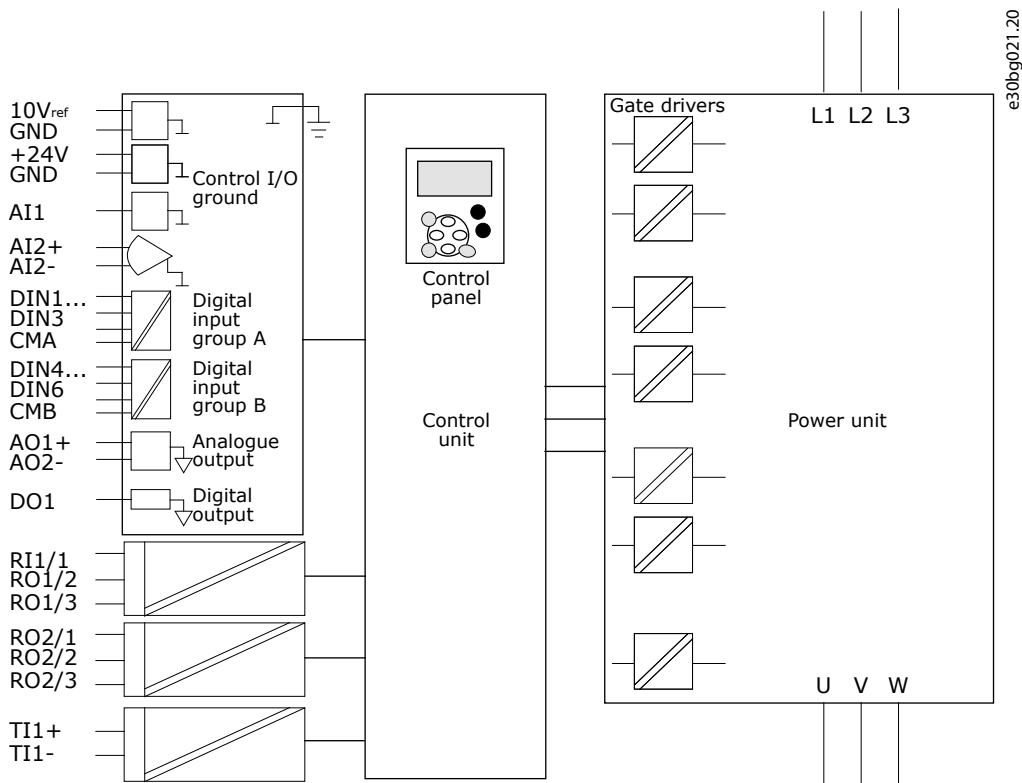 e30bg021.20
10Vref
GND
+24V
GND
AI1
AI2+
AI2-
DIN1...
DIN3
CMA
DIN4...
DIN6
CMB
AO1+
AO2-
DO1
RI1/1
RO1/2
RO1/3
RO2/1
RO2/2
RO2/3
TI1+
TI1-
Control I/O
ground
Digital
input
group A
Digital
input
group B
Analogue
output
Digital
output
Control
panel
Control
unit
Gate drivers
L1 L2 L3
Power unit
U V W